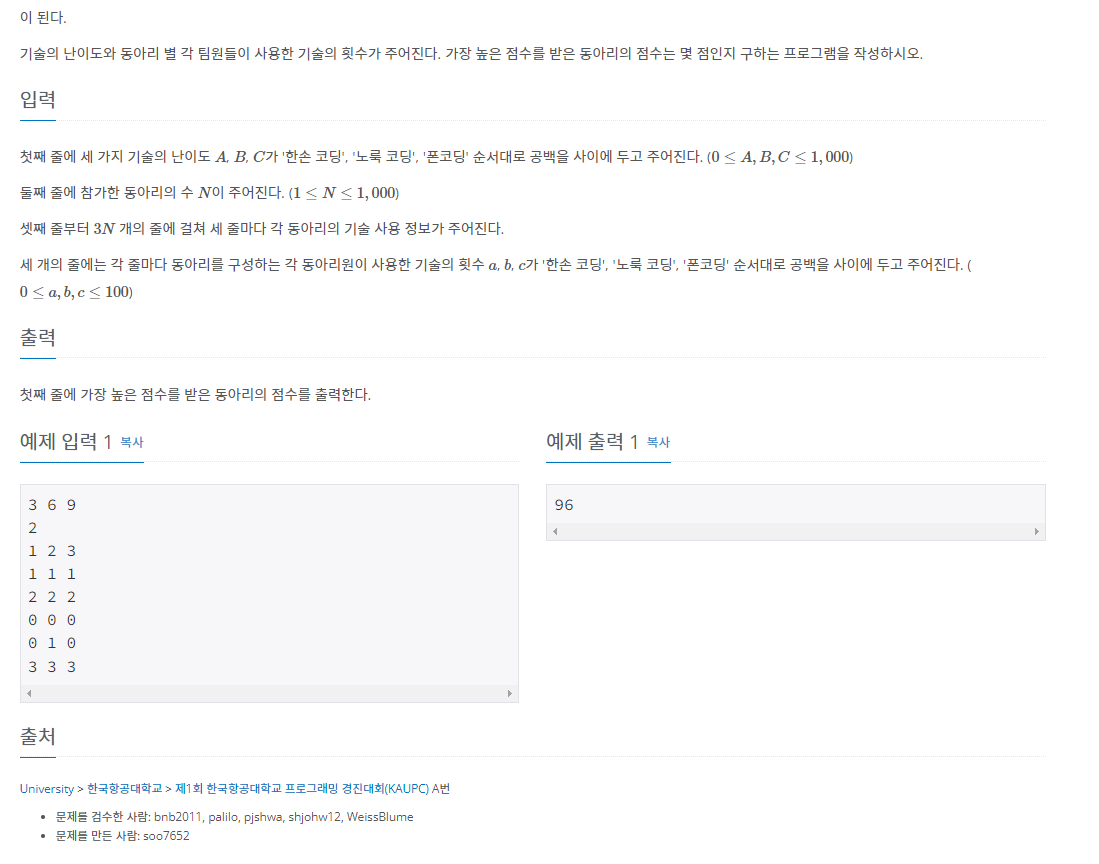 이 된다.
기술의 난이도와 동아리 별 각 팀원들이 사용한 기술의 횟수가 주어진다. 가장 높은 점수를 받은 동아리의 점수는 몇 점인지 구하는 프로그램을 작성하시오.
입력
첫째 줄에 세 가지 기술의 난이도 A, B, C가 '한손 코딩', '노룩 코딩', '폰코딩' 순서대로 공백을 사이에 두고 주어진다. (0 ≤ A, B, C ≤ 1,000)
둘째 줄에 참가한 동아리의 수 N이 주어진다. (1 ≤ N ≤ 1,000)
셋째 줄부터 3N 개의 줄에 걸쳐 세 줄마다 각 동아리의 기술 사용 정보가 주어진다.
세 개의 줄에는 각 줄마다 동아리를 구성하는 각 동아리원이 사용한 기술의 횟수 a, b, c가 '한손 코딩', '노룩 코딩', '폰코딩' 순서대로 공백을 사이에 두고 주어진다. (
0 ≤ a, b, c ≤ 100)
출력
첫째 줄에 가장 높은 점수를 받은 동아리의 점수를 출력한다.
예제 입력 1 복사
3 6 9
2
1 2 3
1 1 1
2 2 2
0 0 0
0 1 0
3 3 3
예제 출력 1 복사
96
출처
University > 한국항공대학교 > 제1회 한국항공대학교 프로그래밍 경진대회(KAUPC) A번
• 문제를 검수한 사람: bnb2011, palilo, pjshwa, shjohw12, WeissBlume
• 문제를 만든 사람: soo7652